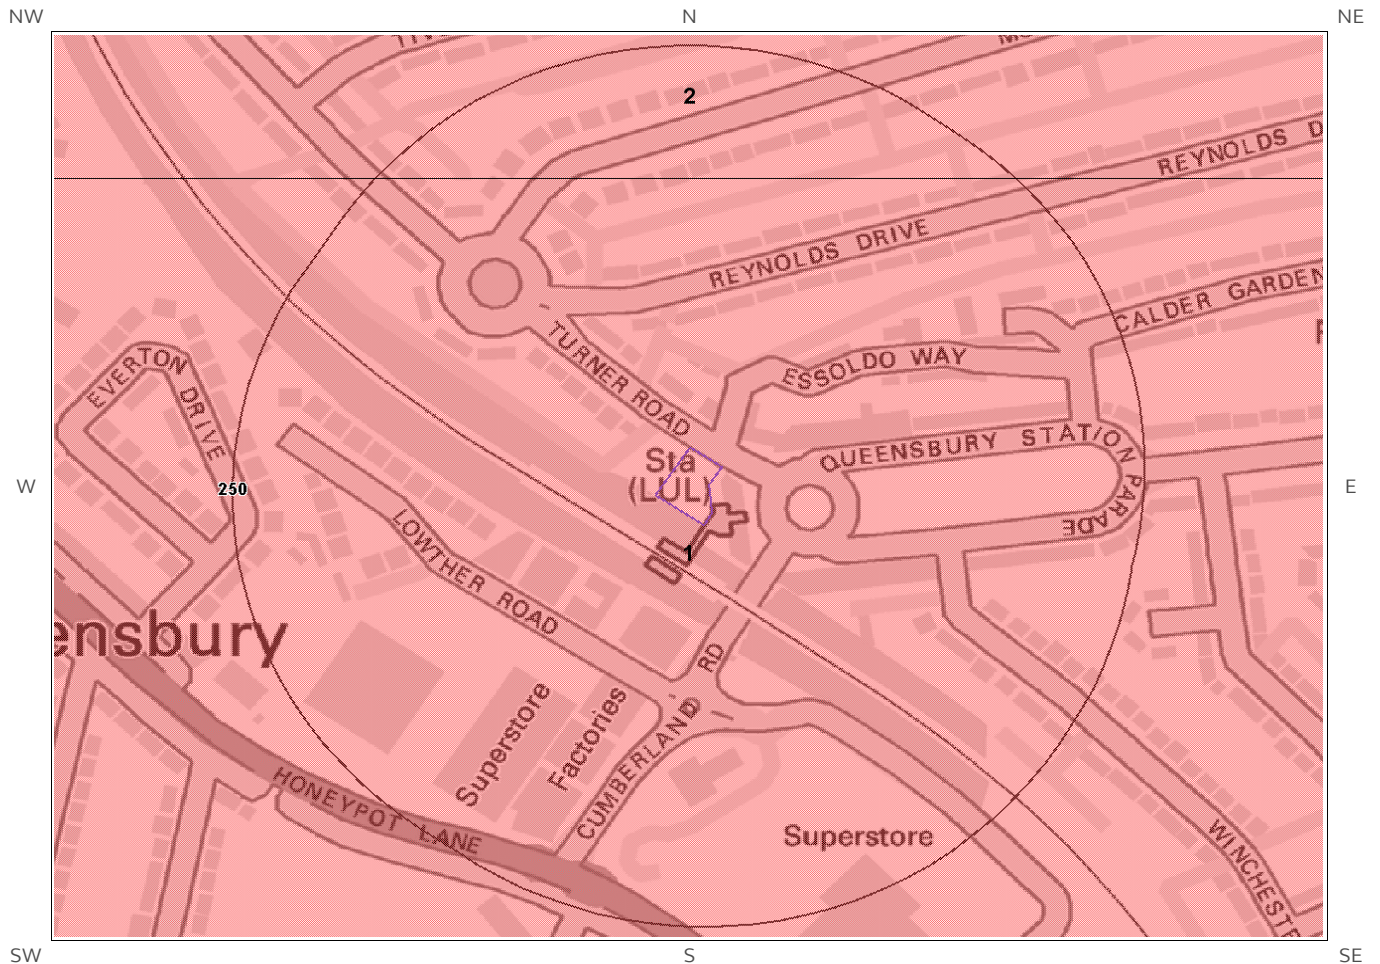 NW
N
NE
2
REYNOLDS D
REYNOLDS DRIVE
CALDER GARDEN
TURNER ROAD
ESSOLDO WAY
EVERTON DRIVE
QUEENSBURY STATION PARADE
Sta
(LUL)
W
250
E
1
LOWTHER ROAD
ensbury
RD
CUMBERLAND
Superstore
Factories
HONEYPOT LANE
Superstore
WINCHESTE
SW
S
SE